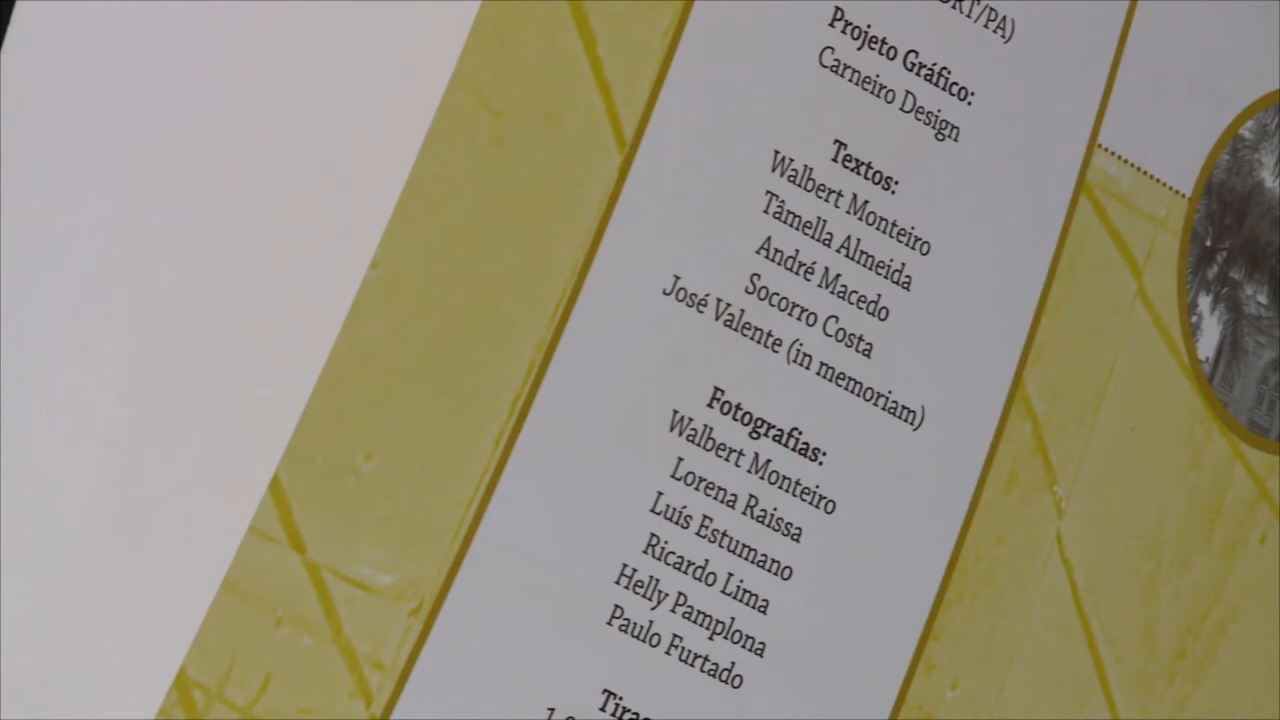 Projeto Gráfico:
Carneiro Design
Textos:
Walbert Monteiro
Tâmella Almeida
André Macedo
Socorro Costa
José Valente (in memoriam)
Fotografias:
Walbert Monteiro
Lorena Raissa
Luís Estumano
Ricardo Lima
Helly Pamplona
Paulo Furtado